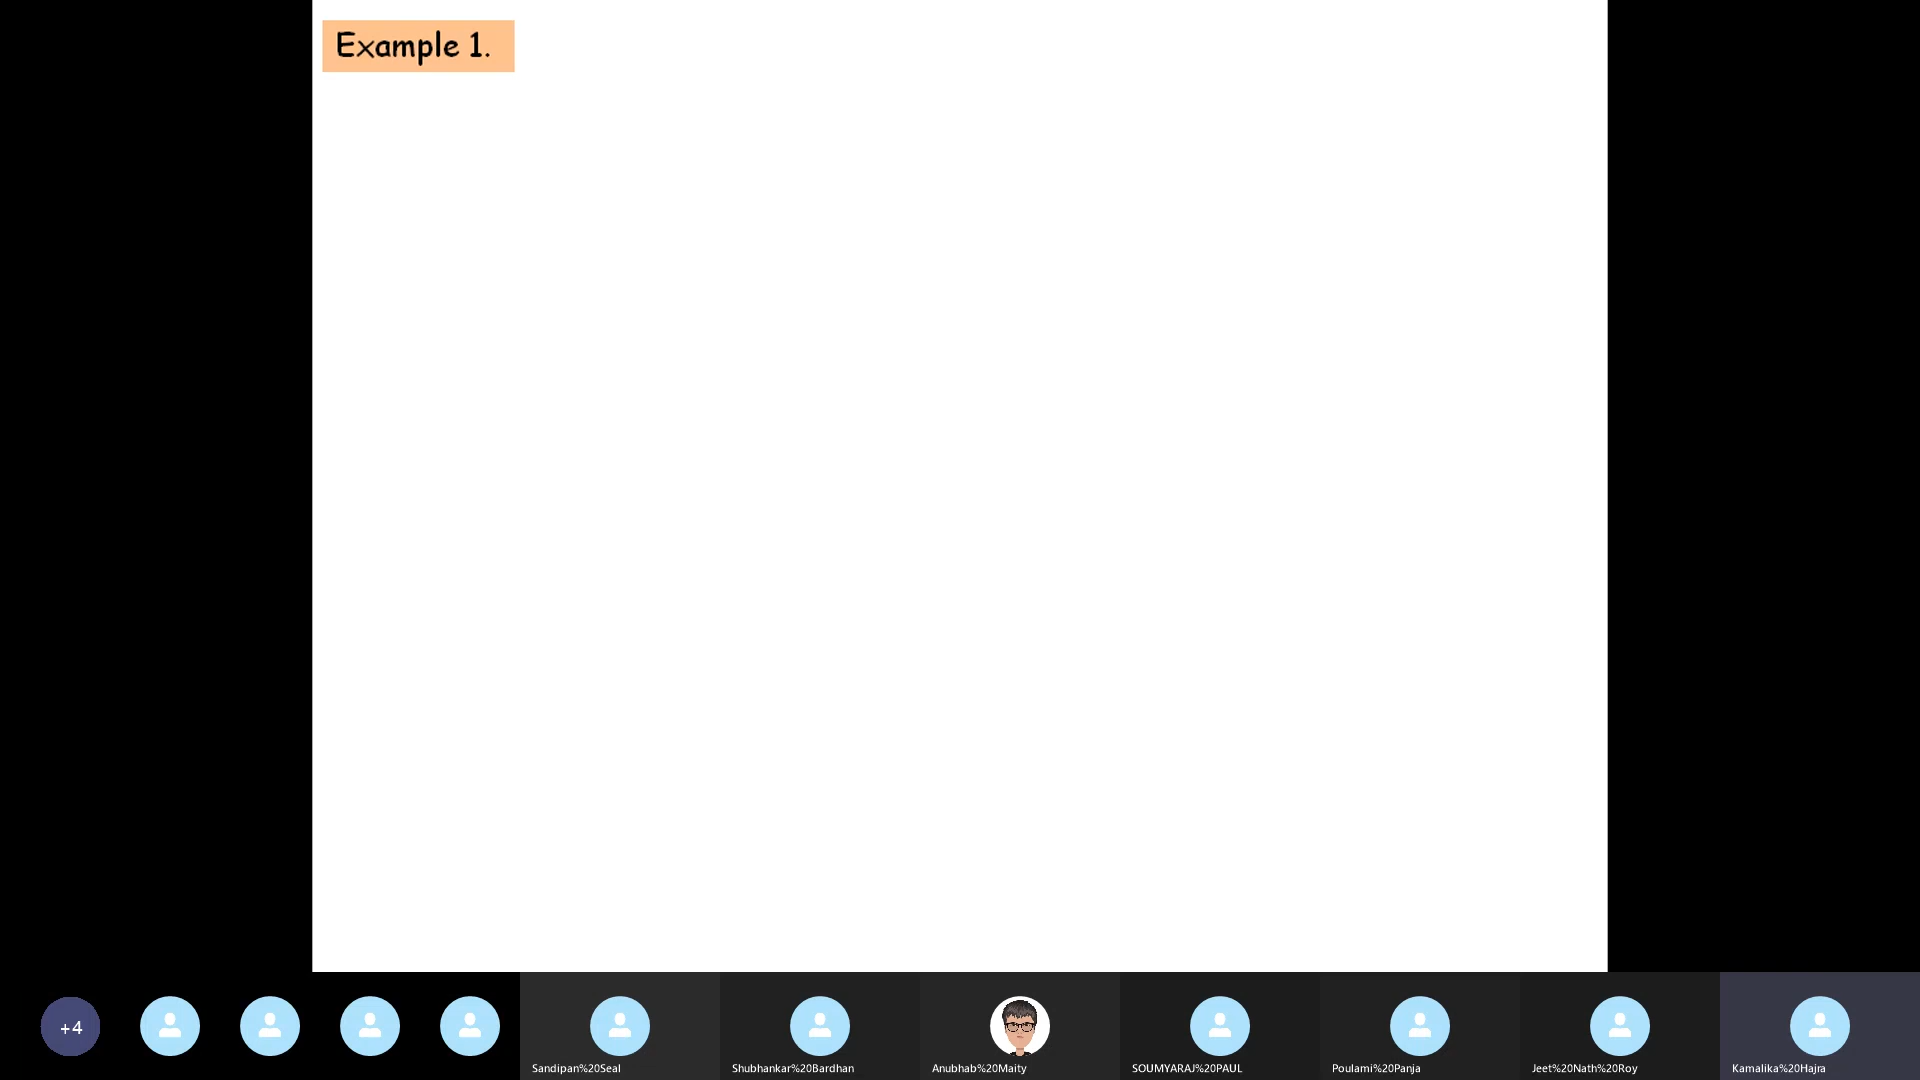 Example 1.
+4
Sandipan%20Seal
Shubhankar%20Bardhan
Anubhab%20Maity
SOUMYARAJ%20PAUL
Poulami%20Panja
Jeet%20Nath%20Roy
Kamalika%20Hajra